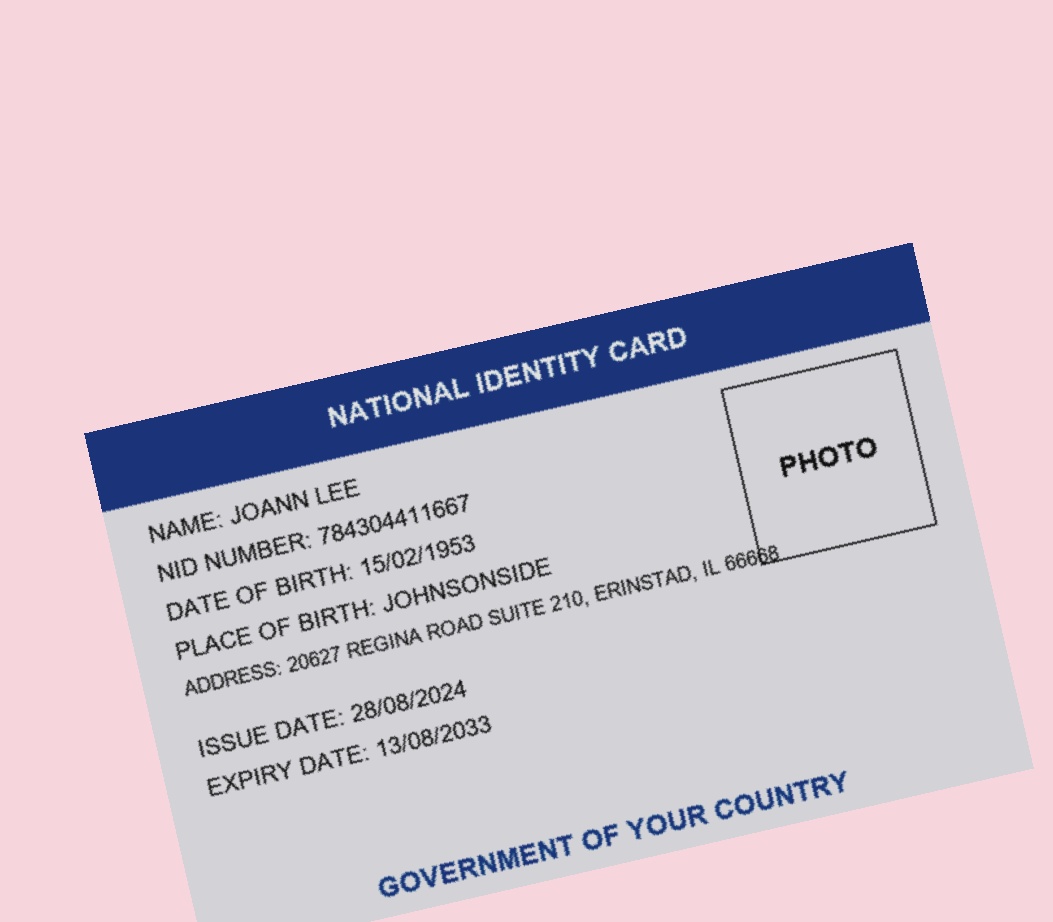 NATIONAL IDENTITY CARD
PHOTO
NAME: JOANN LEE
NID NUMBER: 784304411667
DATE OF BIRTH: 15/02/1953
PLACE OF BIRTH: JOHNSONSIDE
ADDRESS: 20627 REGINA ROAD SUITE 210, ERINSTAD, IL 66668
ISSUE DATE: 28/08/2024
EXPIRY DATE: 13/08/2033
GOVERNMENT OF YOUR COUNTRY